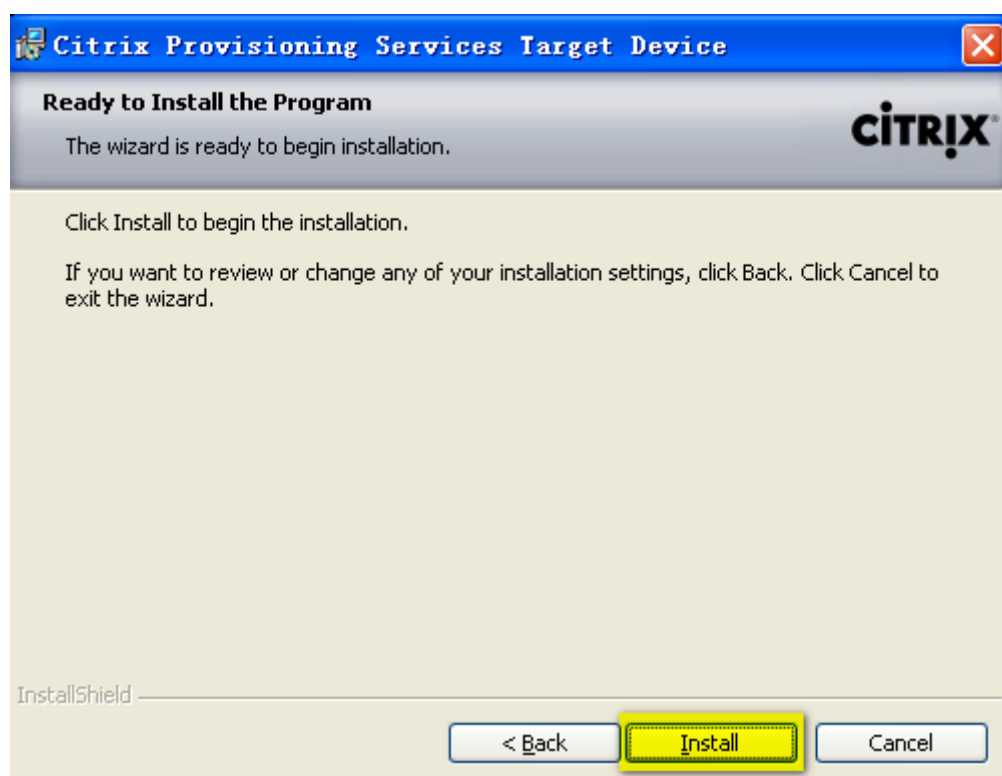 Citrix Provisioning Services Target Device
Ready to Install the Program
The wizard is ready to begin installation.
CITRIX
Click Install to begin the installation.
If you want to review or change any of your installation settings, click Back. Click Cancel to
exit the wizard.
InstallShield
< Back
Install
Cancel